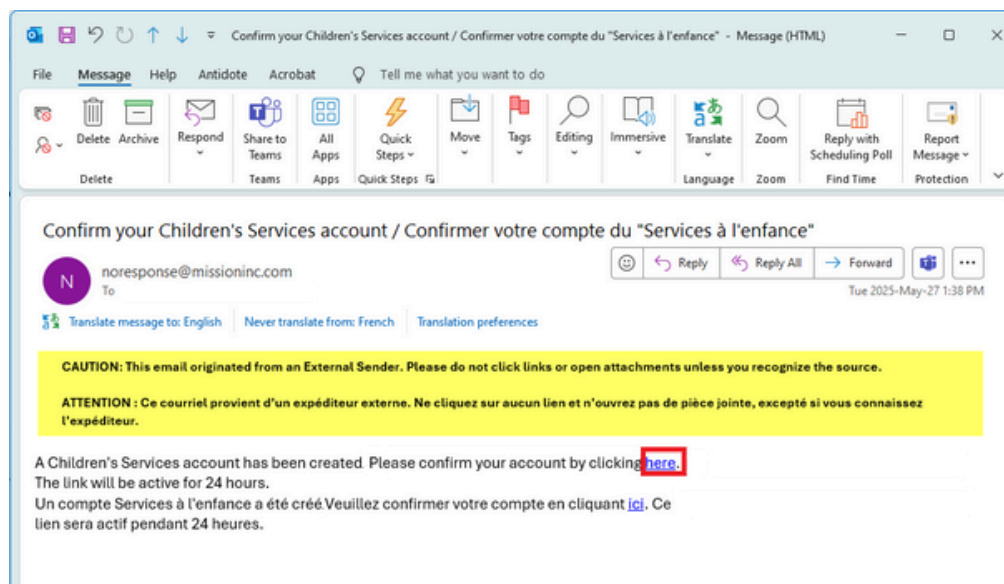 Confirm your Children's Services account / Confirmer votre compte du "Services à l'enfance" - Message (HTML)
File Message Help Antidote Acrobat Tell me what you want to do
Delete Archive Respond Share to Teams All Apps Quick Steps Move Tags Editing Immersive Translate Zoom Reply with Scheduling Poll Report Message
Delete Teams Apps Quick Steps Language Zoom Find Time Protection
Confirm your Children's Services account / Confirmer votre compte du "Services à l'enfance"
N
noresponse@missioninc.com
To
Reply Reply All Forward
Tue 2025-May-27 1:38 PM
Translate message to: English Never translate from: French Translation preferences
CAUTION: This email originated from an External Sender. Please do not click links or open attachments unless you recognize the source.
ATTENTION : Ce courriel provient d'un expéditeur externe. Ne cliquez sur aucun lien et n'ouvrez pas de pièce jointe, excepté si vous connaissez
l'expéditeur.
A Children's Services account has been created. Please confirm your account by clicking here.
The link will be active for 24 hours.
Un compte Services à l'enfance a été créé.Veuillez confirmer votre compte en cliquant ici. Ce
lien sera actif pendant 24 heures.